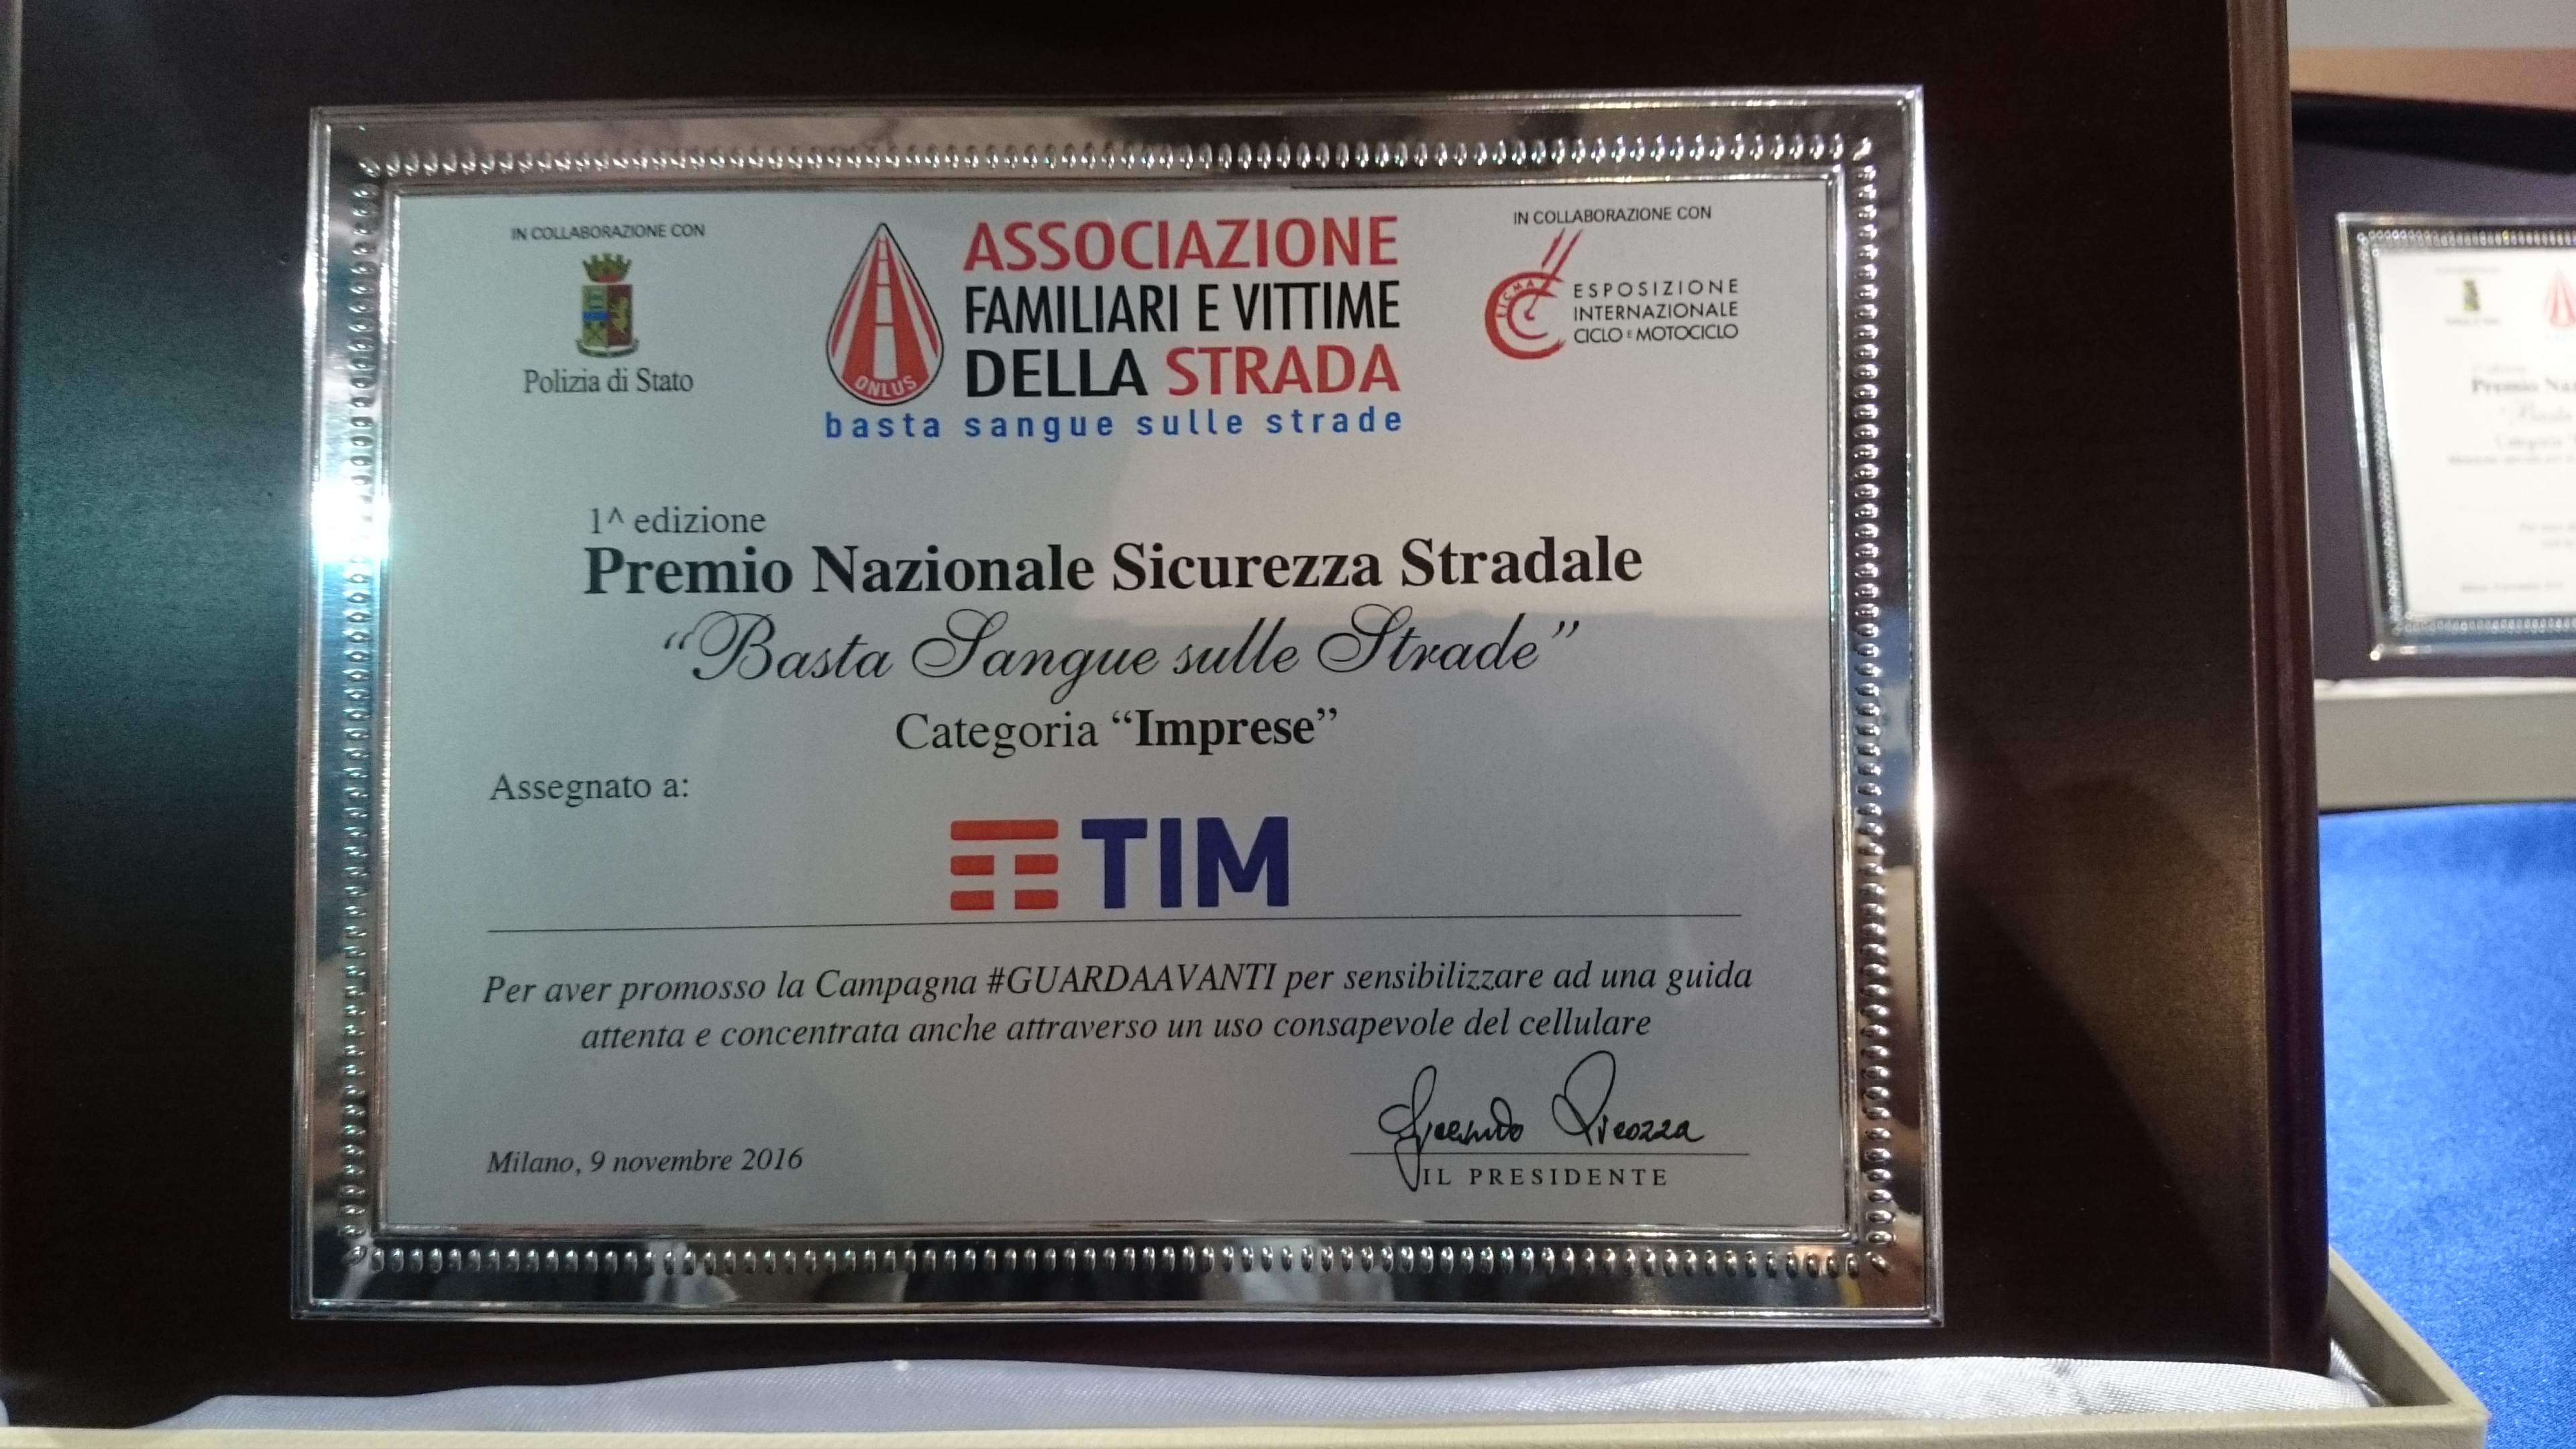 IN COLLABORAZIONE CON
Polizia di Stato
ONLUS
ASSOCIAZIONE
FAMILIARI E VITTIME
DELLA STRADA
basta sangue sulle strade
IN COLLABORAZIONE CON
EICMA
ESPOSIZIONE
INTERNAZIONALE
CICLO E MOTOCICLO
1^ edizione
Premio Nazionale Sicurezza Stradale
“Basta Sangue sulle Strade”
Categoria “Imprese”
Assegnato a:
TIM
Per aver promosso la Campagna #GUARDAAVANTI per sensibilizzare ad una guida
attenta e concentrata anche attraverso un uso consapevole del cellulare
Milano, 9 novembre 2016
IL PRESIDENTE
Premio